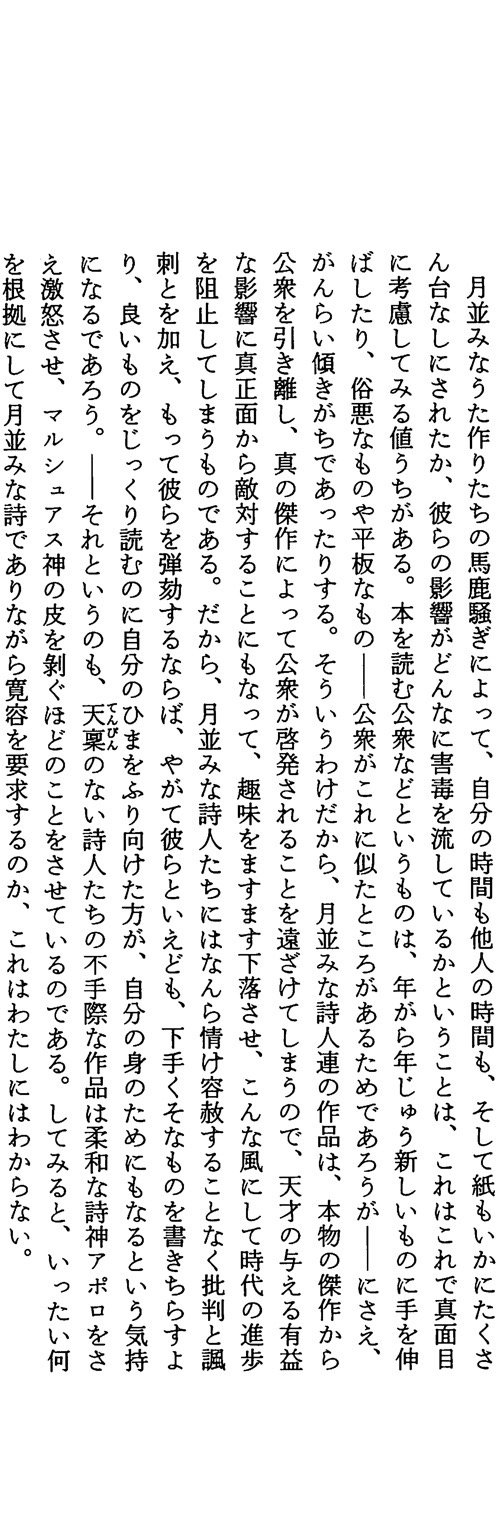 月並みなうた作りたちの馬鹿騒ぎによって、自分の時間も他人の時間も、そして紙もいかにたくさ
ん台なしにされたか、彼らの影響がどんなに害毒を流しているかということは、これはこれで真面目
に考慮してみる値うちがある。本を読む公衆などというものは、年がら年じゅう新しいものに手を伸
ばしたり、俗悪なものや平板なもの――公衆がこれに似たところがあるためであろうが――にさえ、
がんらい傾きがちであったりする。そういうわけだから、月並みな詩人連の作品は、本物の傑作から
公衆を引き離し、真の傑作によって公衆が啓発されることを遠ざけてしまうので、天才の与える有益
な影響に真正面から敵対することにもなって、趣味をますます下落させ、こんな風にして時代の進歩
を阻止してしまうものである。だから、月並みな詩人たちにはなんら情け容赦することなく批判と諷
刺とを加え、もって彼らを弾劾するならば、やがて彼らといえども、下手くそなものを書きちらすよ
り、良いものをじっくり読むのに自分のひまをふり向けた方が、自分の身のためにもなるという気持
になるであろう。――それというのも、天稟のない詩人たちの不手際な作品は柔和な詩神アポロをさ
え激怒させ、マルシュアス神の皮を剝ぐほどのことをさせているのである。してみると、いったい何
を根拠にして月並みな詩でありながら寛容を要求するのか、これはわたしにはわからない。
てんぴん